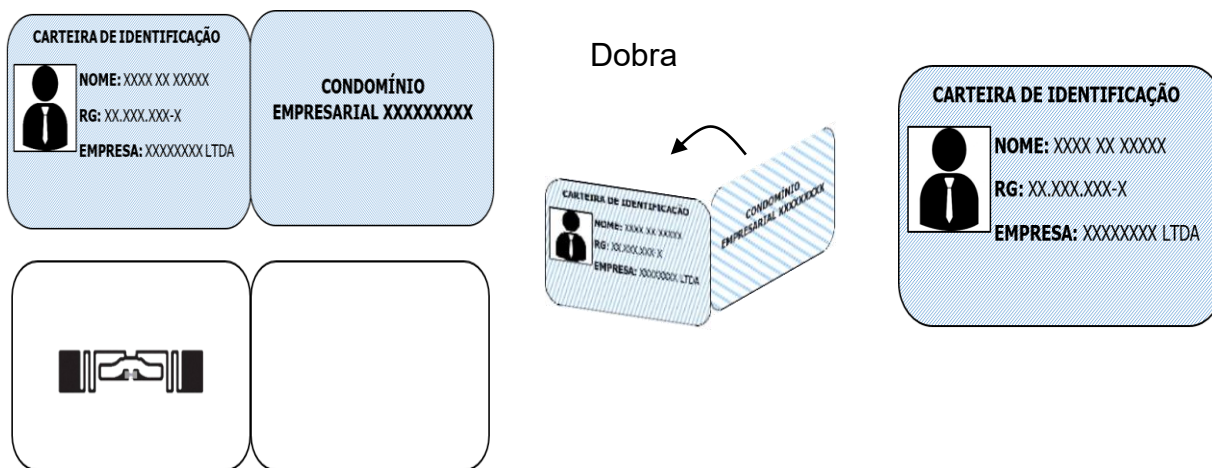 CARTEIRA DE IDENTIFICAÇÃO
NOME: XXXX XX XXXXX
RG: XX.XXX.XXX-X
EMPRESA: XXXXXXXX LTDA
CONDOMÍNIO
EMPRESARIAL XXXXXXXXX
Dobra
CARTEIRA DE IDENTIFICAÇÃO
NOME: XXXX XX XXXXX
RG: XX.XXX.XXX-X
EMPRESA: XXXXXXXX LTDA
CONDOMÍNIO
EMPRESARIAL XXXXXXXXX
CARTEIRA DE IDENTIFICAÇÃO
NOME: XXXX XX XXXXX
RG: XX.XXX.XXX-X
EMPRESA: XXXXXXXX LTDA